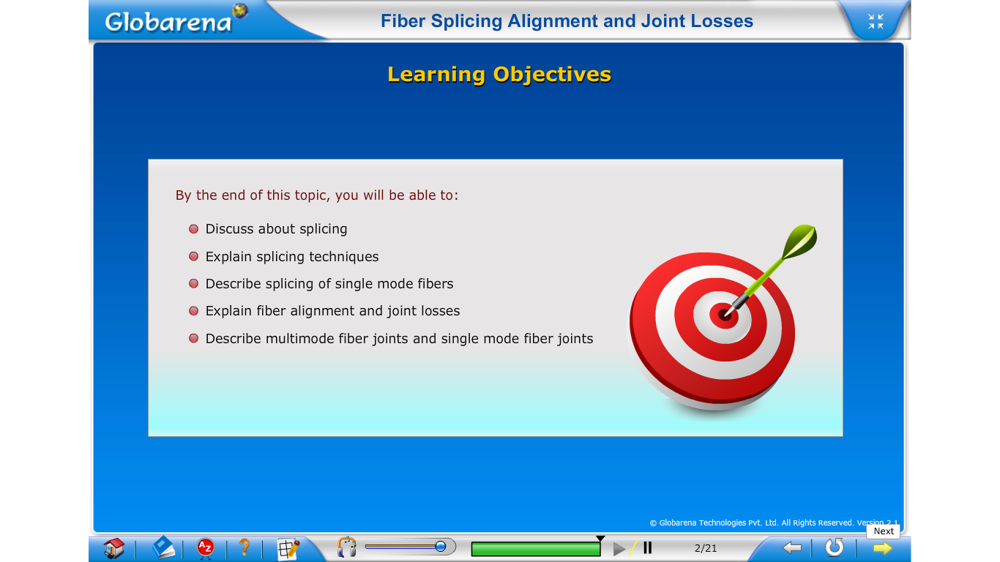 Globarena
Fiber Splicing Alignment and Joint Losses
Learning Objectives
By the end of this topic, you will be able to:
Discuss about splicing
Explain splicing techniques
Describe splicing of single mode fibers
Explain fiber alignment and joint losses
Describe multimode fiber joints and single mode fiber joints
© Globarena Technologies Pvt. Ltd. All Rights Reserved. Version 2.1
Next
AZ
?
2/21